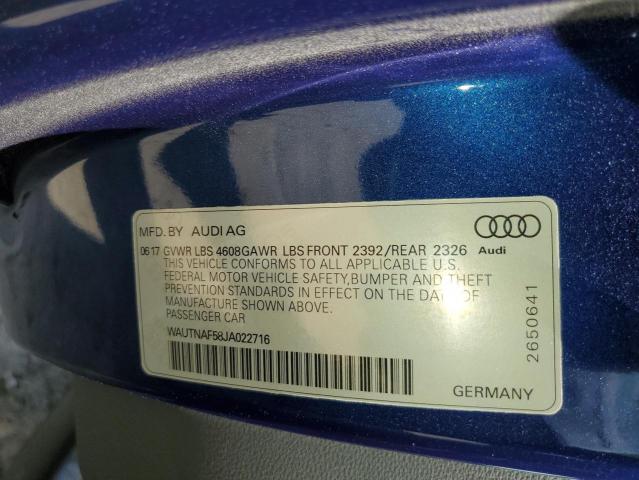 MFD. BY AUDI AG
06 17 GVWR LBS 4608GAWR LBS FRONT 2392/REAR 2326
THIS VEHICLE CONFORMS TO ALL APPLICABLE U.S.
FEDERAL MOTOR VEHICLE SAFETY,BUMPER AND THEFT
PREVENTION STANDARDS IN EFFECT ON THE DATE OF
MANUFACTURE SHOWN ABOVE.
PASSENGER CAR
WAUTNAF58JA022716
Audi
2650641
GERMANY